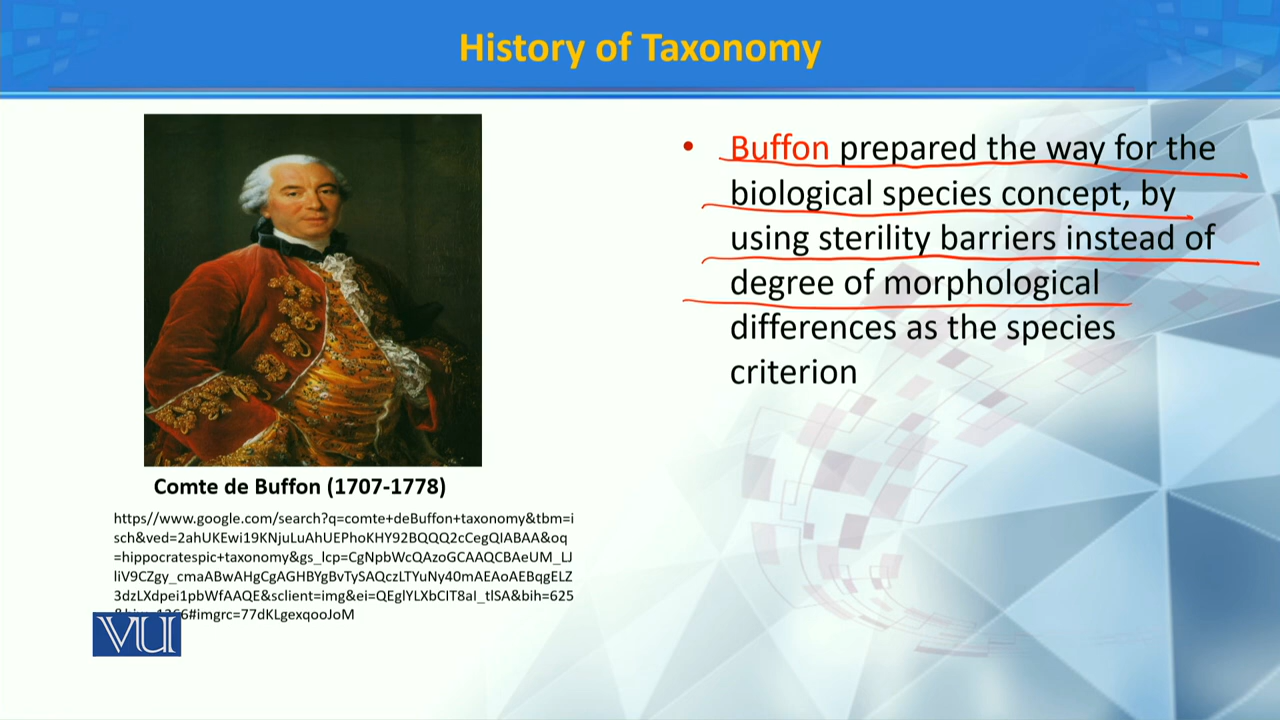 History of Taxonomy
• Buffon prepared the way for the
biological species concept, by
using sterility barriers instead of
degree of morphological
differences as the species
criterion
Comte de Buffon (1707-1778)
https//www.google.com/search?q=comte+deBuffon+taxonomy&tbm=i
sch&ved=2ahUKEwi19KNjuLuAhUEPhoKHY92BQQQ2cCegQIABAA&oq
=hippocratespic+taxonomy&gs_lcp=CgNpbWcQAzoGCAAQCBAeUM_LJ
liV9CZgy_cmaABwAHgCgAGHBYgBvTySAQczLTYuNy40mAEAoAEBqgELZ
3dzLXdpei1pbWfAAQE&sclient=img&ei=QEglYLXbCIT8aI_tlSA&bih=625
6#imgrc=77dKLgexqooJoM
VU